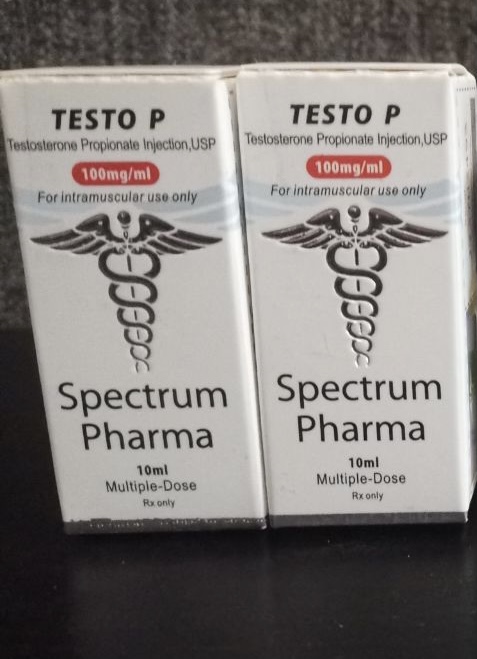 TESTO P
Testosterone Propionate Injection,USP
100mg/ml
For intramuscular use only
Spectrum
Pharma
10ml
Multiple-Dose
Rx only
TESTO P
Testosterone Propionate Injection,USP
100mg/ml
For intramuscular use only
Spectrum
Pharma
10ml
Multiple-Dose
Rx only